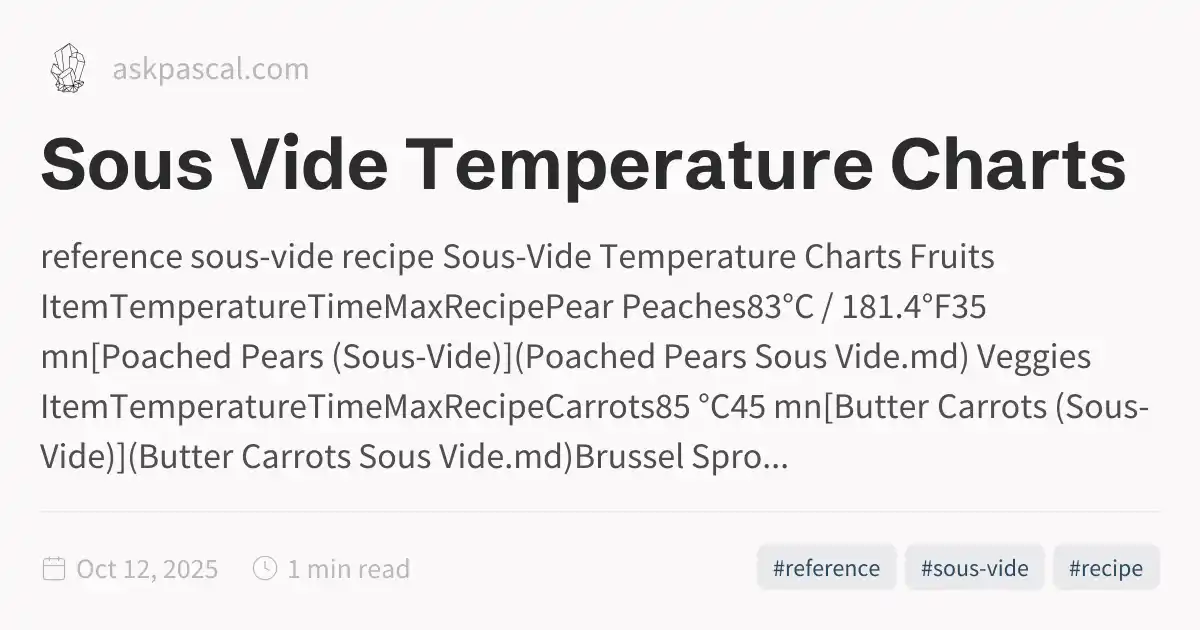 askpascal.com
Sous Vide Temperature Charts
reference sous-vide recipe Sous-Vide Temperature Charts Fruits
ItemTemperatureTimeMaxRecipePear Peaches83°C / 181.4°F35
mn[Poached Pears (Sous-Vide)](Poached Pears Sous Vide.md) Veggies
ItemTemperatureTimeMaxRecipeCarrots85 °C45 mn[Butter Carrots (Sous-
Vide)](Butter Carrots Sous Vide.md)Brussel Spro...
Oct 12, 2025 1 min read #reference #sous-vide #recipe